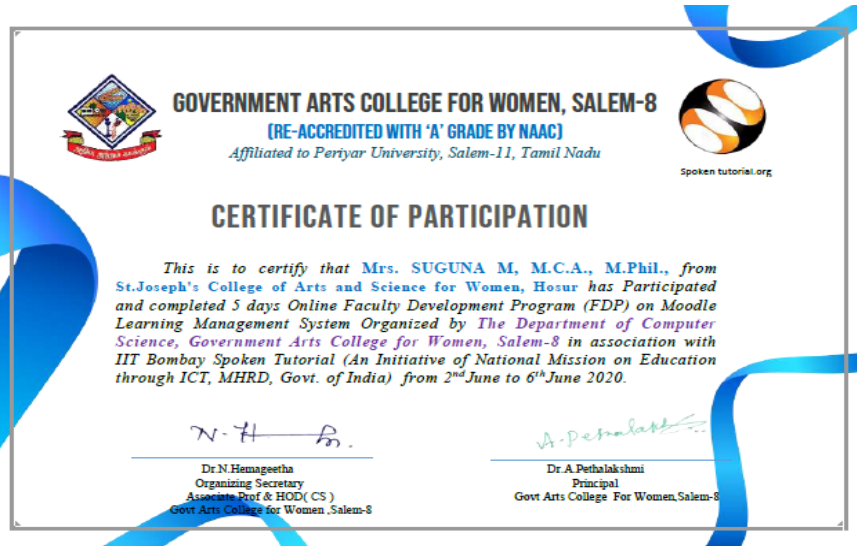 GOVERNMENT ARTS COLLEGE FOR WOMEN, SALEM-8
(RE-ACCREDITED WITH ‘A’ GRADE BY NAAC)
Affiliated to Periyar University, Salem-11, Tamil Nadu
Spoken tutorial.org
CERTIFICATE OF PARTICIPATION
This is to certify that Mrs. SUGUNA M, M.C.A., M.Phil., from
St.Joseph's College of Arts and Science for Women, Hosur has Participated
and completed 5 days Online Faculty Development Program (FDP) on Moodle
Learning Management System Organized by The Department of Computer
Science, Government Arts College for Women, Salem-8 in association with
IIT Bombay Spoken Tutorial (An Initiative of National Mission on Education
through ICT, MHRD, Govt. of India) from 2nd June to 6th June 2020.
A. Pethalakshmi
Dr.N.Hemageetha
Organizing Secretary
Associate Prof & HOD( CS )
Govt Arts College for Women ,Salem-8
Dr.A.Pethalakshmi
Principal
Govt Arts College For Women,Salem-8